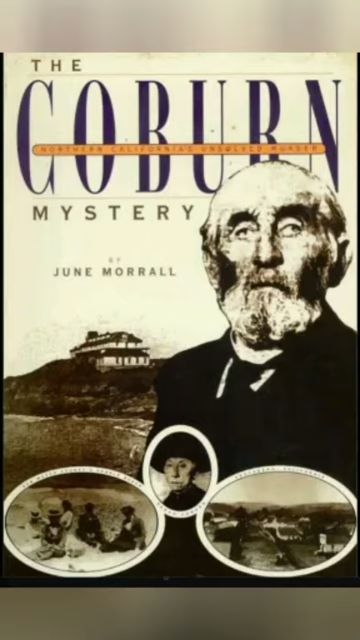 THE
COBURN
NORTHERN CALIFORNIA'S UNSOLVED MURDER
MYSTERY
BY
JUNE MORRALL